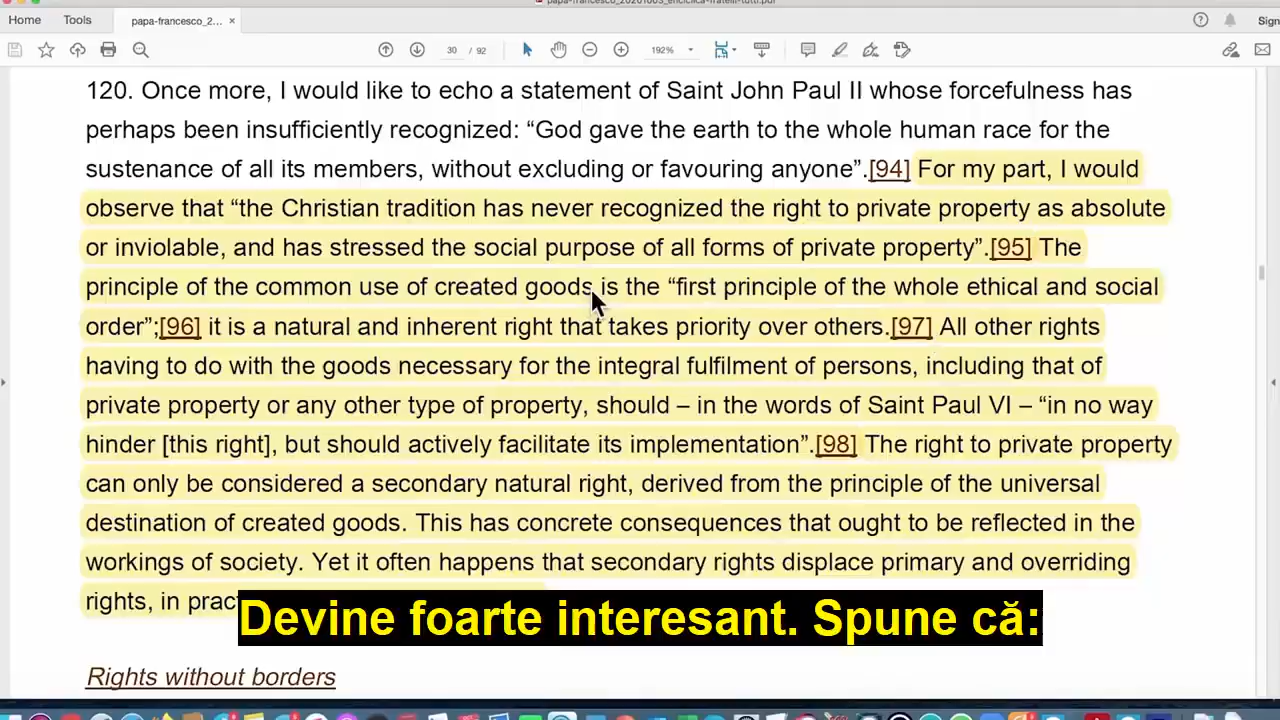 papa-francesco_20201003_enciclica-fratelli-tutti.pdf
Home Tools papa-francesco_2... × Sign
30 / 92 192%
120. Once more, I would like to echo a statement of Saint John Paul II whose forcefulness has
perhaps been insufficiently recognized: “God gave the earth to the whole human race for the
sustenance of all its members, without excluding or favouring anyone”.[94] For my part, I would
observe that “the Christian tradition has never recognized the right to private property as absolute
or inviolable, and has stressed the social purpose of all forms of private property”.[95] The
principle of the common use of created goods is the “first principle of the whole ethical and social
order”;[96] it is a natural and inherent right that takes priority over others.[97] All other rights
having to do with the goods necessary for the integral fulfilment of persons, including that of
private property or any other type of property, should – in the words of Saint Paul VI – “in no way
hinder [this right], but should actively facilitate its implementation”.[98] The right to private property
can only be considered a secondary natural right, derived from the principle of the universal
destination of created goods. This has concrete consequences that ought to be reflected in the
workings of society. Yet it often happens that secondary rights displace primary and overriding
rights, in
Devine foarte interesant. Spune că:
Rights without borders